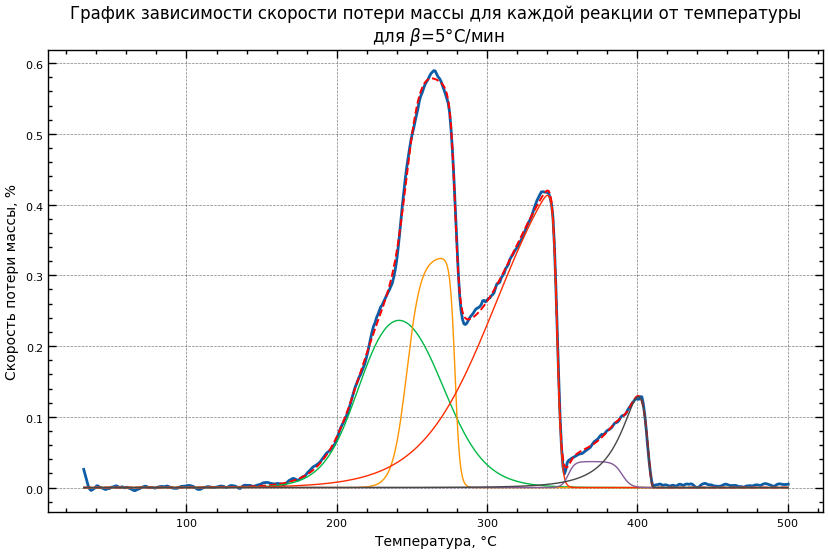 График зависимости скорости потери массы для каждой реакции от температуры
для β=5°C/мин
Скорость потери массы, %
0.6
0.5
0.4
0.3
0.2
0.1
0.0
100 200 300 400 500
Температура, °C